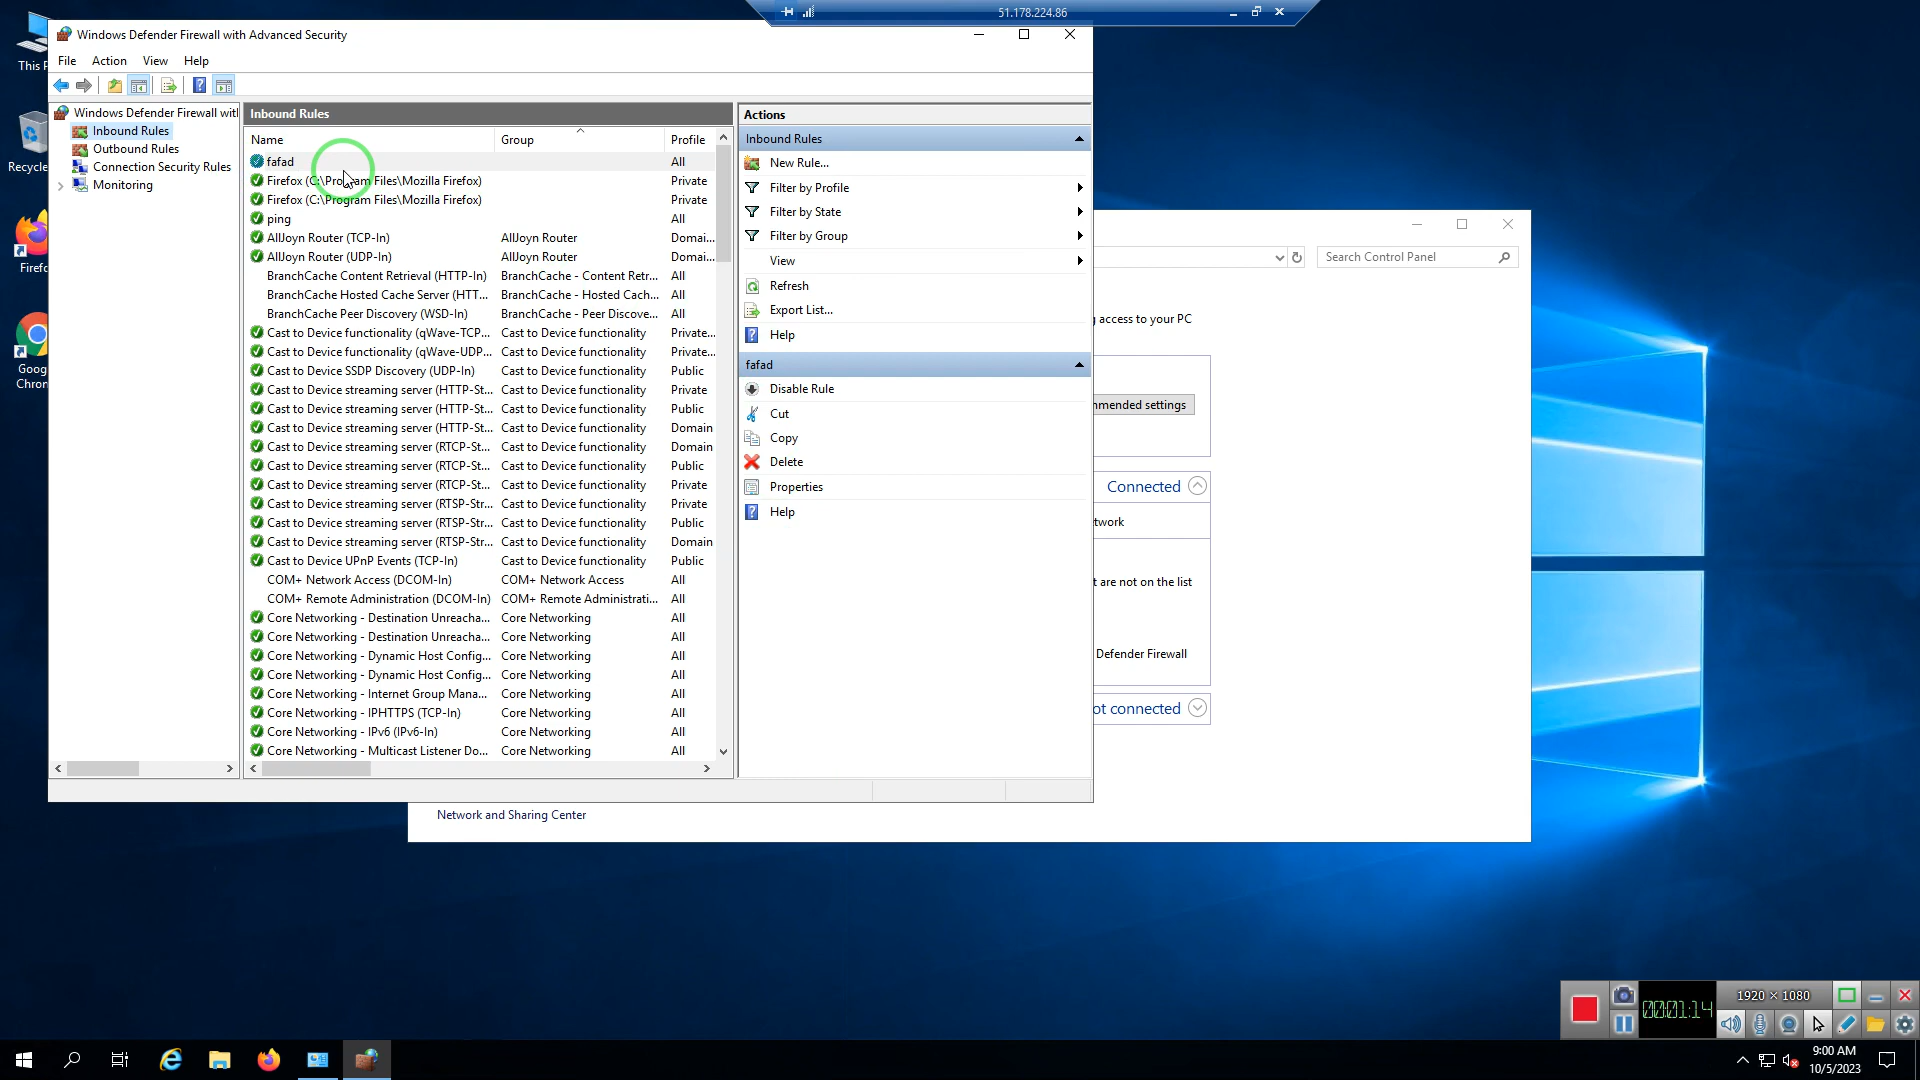 51.178.224.86
This P
Recycle
Firefo
Goog
Chron
Windows Defender Firewall with Advanced Security
File Action View Help
Windows Defender Firewall with
Inbound Rules
Outbound Rules
Connection Security Rules
Monitoring
Inbound Rules
Name Group Profile
fafad All
Firefox (C:\Program Files\Mozilla Firefox) Private
Firefox (C:\Program Files\Mozilla Firefox) Private
ping All
AllJoyn Router (TCP-In) AllJoyn Router Domai...
AllJoyn Router (UDP-In) AllJoyn Router Domai...
BranchCache Content Retrieval (HTTP-In) BranchCache - Content Retr... All
BranchCache Hosted Cache Server (HTT... BranchCache - Hosted Cach... All
BranchCache Peer Discovery (WSD-In) BranchCache - Peer Discove... All
Cast to Device functionality (qWave-TCP... Cast to Device functionality Private...
Cast to Device functionality (qWave-UDP... Cast to Device functionality Private...
Cast to Device SSDP Discovery (UDP-In) Cast to Device functionality Public
Cast to Device streaming server (HTTP-St... Cast to Device functionality Private
Cast to Device streaming server (HTTP-St... Cast to Device functionality Public
Cast to Device streaming server (HTTP-St... Cast to Device functionality Domain
Cast to Device streaming server (RTCP-St... Cast to Device functionality Domain
Cast to Device streaming server (RTCP-St... Cast to Device functionality Public
Cast to Device streaming server (RTCP-St... Cast to Device functionality Private
Cast to Device streaming server (RTSP-Str... Cast to Device functionality Private
Cast to Device streaming server (RTSP-Str... Cast to Device functionality Public
Cast to Device streaming server (RTSP-Str... Cast to Device functionality Domain
Cast to Device UPnP Events (TCP-In) Cast to Device functionality Public
COM+ Network Access (DCOM-In) COM+ Network Access All
COM+ Remote Administration (DCOM-In) COM+ Remote Administrati... All
Core Networking - Destination Unreacha... Core Networking All
Core Networking - Destination Unreacha... Core Networking All
Core Networking - Dynamic Host Config... Core Networking All
Core Networking - Dynamic Host Config... Core Networking All
Core Networking - Internet Group Mana... Core Networking All
Core Networking - IPHTTPS (TCP-In) Core Networking All
Core Networking - IPv6 (IPv6-In) Core Networking All
Core Networking - Multicast Listener Do... Core Networking All
Actions
Inbound Rules
New Rule...
Filter by Profile
Filter by State
Filter by Group
View
Refresh
Export List...
Help
fafad
Disable Rule
Cut
Copy
Delete
Properties
Help
Search Control Panel
g access to your PC
mmended settings
Connected
twork
t are not on the list
Defender Firewall
ot connected
Network and Sharing Center
1920 × 1080
00:01:14
9:00 AM
10/5/2023